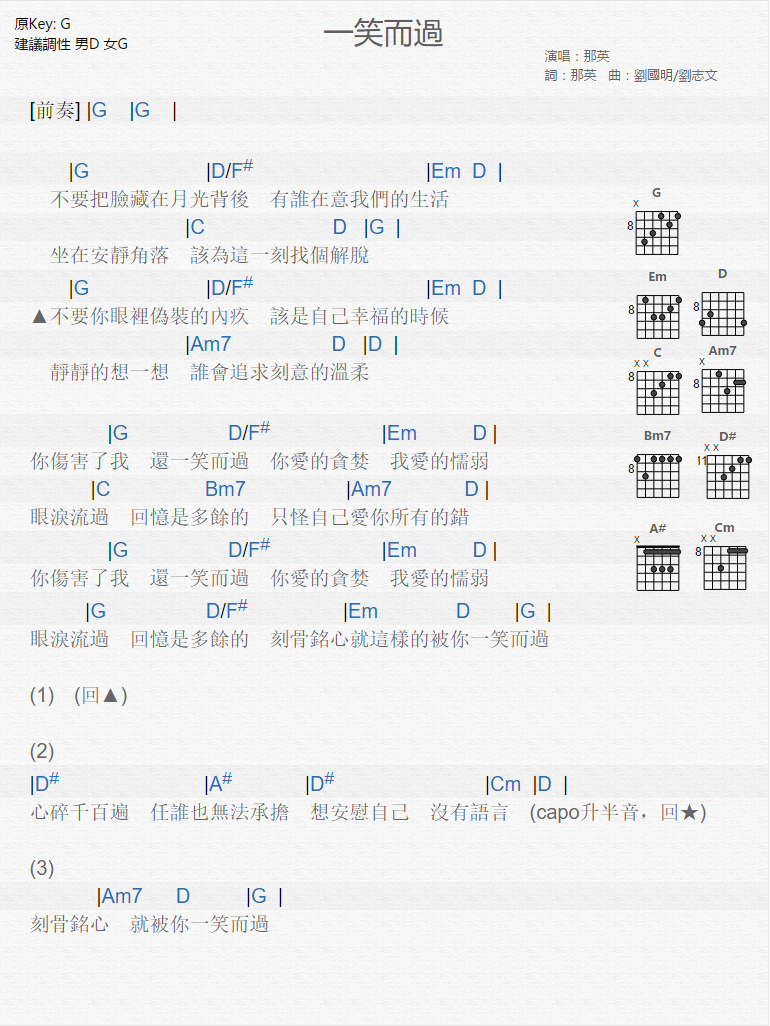 原Key: G
建議調性 男D 女G
一笑而過
演唱：那英
詞：那英 曲：劉國明/劉志文
[前奏] |G |G |
|G |D/F# |Em D |
不要把臉藏在月光背後 有誰在意我們的生活
|C D |G |
坐在安靜角落 該為這一刻找個解脫
|G |D/F# |Em D |
▲不要你眼裡偽裝的內疚 該是自己幸福的時候
|Am7 D |D |
靜靜的想一想 誰會追求刻意的溫柔
|G D/F# |Em D |
你傷害了我 還一笑而過 你愛的貪婪 我愛的懦弱
|C Bm7 |Am7 D |
眼淚流過 回憶是多餘的 只怪自己愛你所有的錯
|G D/F# |Em D |
你傷害了我 還一笑而過 你愛的貪婪 我愛的懦弱
|G D/F# |Em D |G |
眼淚流過 回憶是多餘的 刻骨銘心就這樣的被你一笑而過
(1) (回▲)
(2)
|D# |A# |D# |Cm |D |
心碎千百遍 任誰也無法承擔 想安慰自己 沒有語言 (capo升半音，回★)
(3)
|Am7 D |G |
刻骨銘心 就被你一笑而過
G
x
8
Em D
8 8
C Am7
x x x
8 8
Bm7 D#
x x
8 11
A# Cm
x x x
8